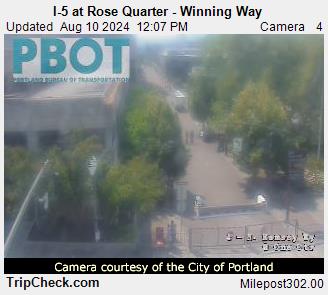 I-5 at Rose Quarter - Winning Way
Updated Aug 10 2024 12:07 PM Camera 4
PBOT
PORTLAND BUREAU OF TRANSPORTATION
Camera courtesy of the City of Portland
TripCheck.com Milepost302.00